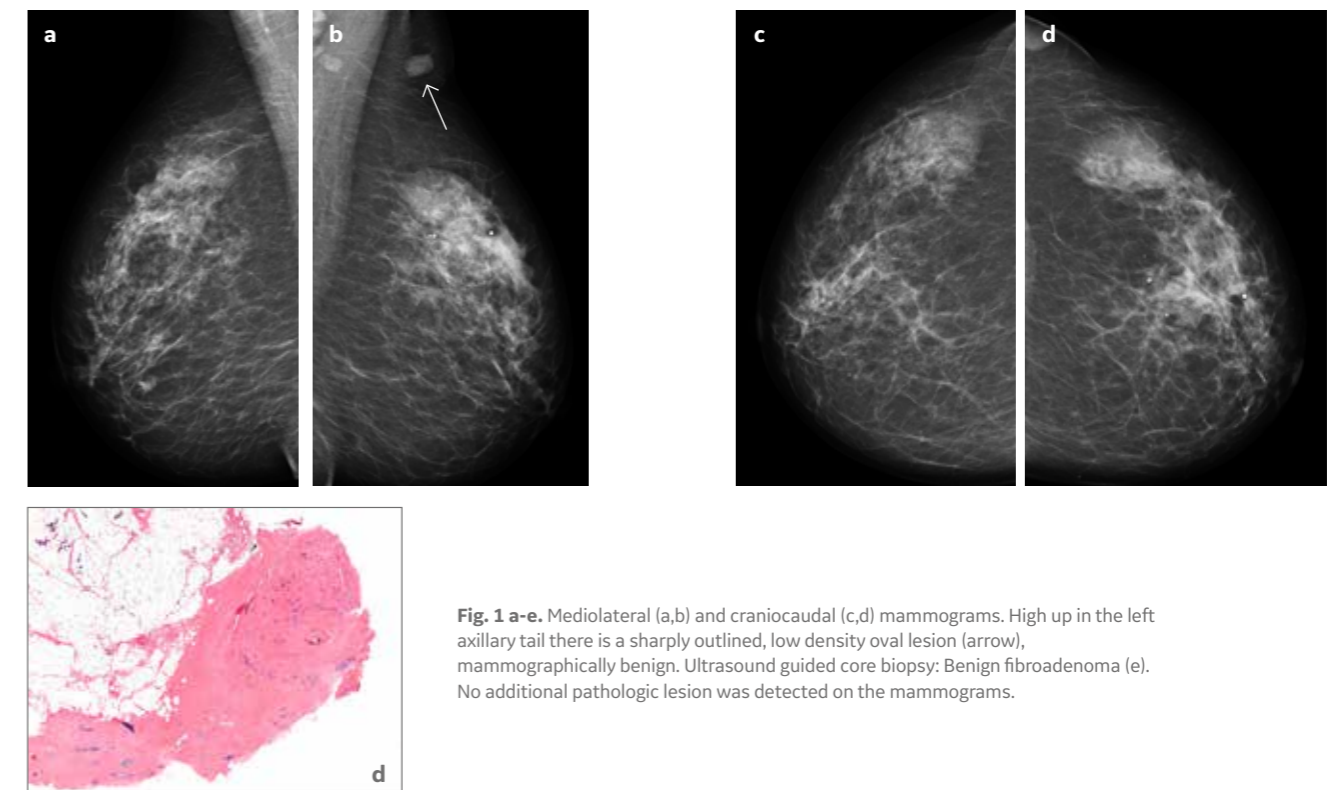 a
b
c
d
d
Fig. 1 a-e. Mediolateral (a,b) and craniocaudal (c,d) mammograms. High up in the left
axillary tail there is a sharply outlined, low density oval lesion (arrow),
mammographically benign. Ultrasound guided core biopsy: Benign fibroadenoma (e).
No additional pathologic lesion was detected on the mammograms.